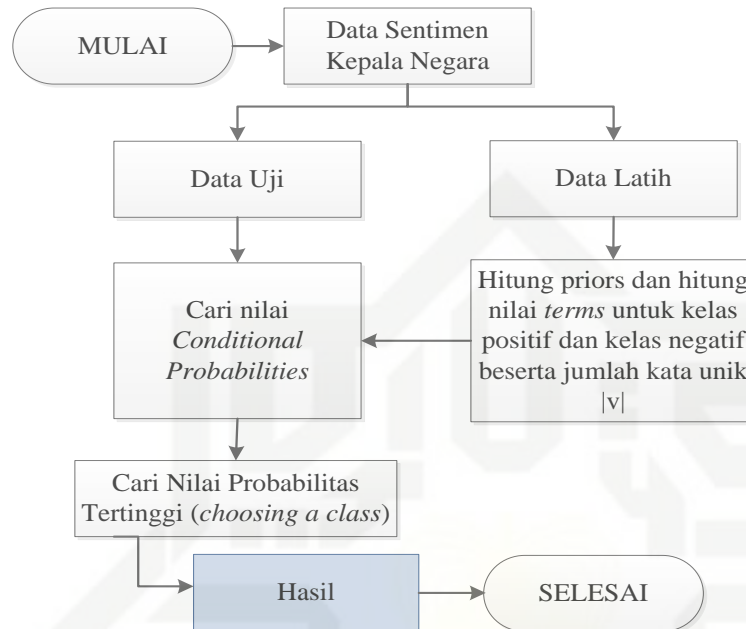 MULAI
Data Sentimen
Kepala Negara
Data Uji
Data Latih
Cari nilai
Conditional
Probabilities
Hitung priors dan hitung
nilai terms untuk kelas
positif dan kelas negatif
beserta jumlah kata unik
|v|
Cari Nilai Probabilitas
Tertinggi (choosing a class)
Hasil
SELESAI